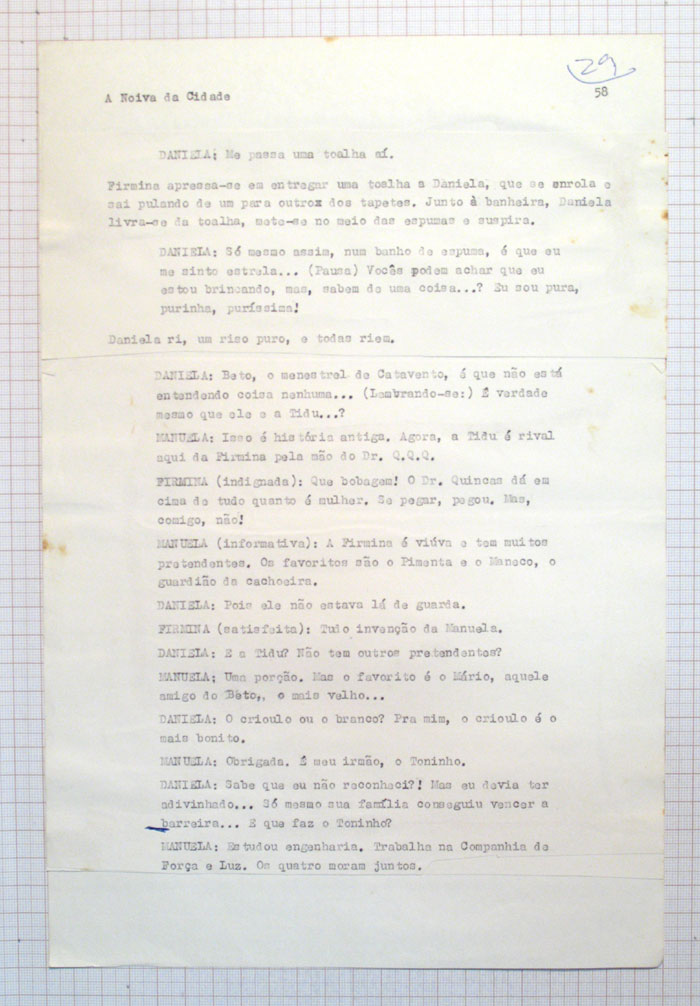 29
A Noiva da Cidade
58
DANIELA: Me passa uma toalha aí.
Firmina apressa-se em entregar uma toalha a Daniela, que se enrola e
sai pulando de um para outrox dos tapetes. Junto à banheira, Daniela
livra-se da toalha, mete-se no meio das espumas e suspira.
DANIELA: Só mesmo assim, num banho de espuma, é que eu
me sinto estrela... (Pausa) Vocês podem achar que eu
estou brincando, mas, sabem de uma coisa...? Eu sou pura,
purinha, puríssima!
Daniela ri, um riso puro, e todas riem.
DANIELA: Beto, o menestrel de Catavento, é que não está
entendendo coisa nenhuma... (Lembrando-se:) É verdade
mesmo que ele e a Tidu...?
MANUELA: Isso é história antiga. Agora, a Tidu é rival
aqui da Firmina pela mão do Dr. Q.Q.Q.
FIRMINA (indignada): Que bobagem! O Dr. Quincas dá em
cima de tudo quanto é mulher. Se pegar, pegou. Mas,
comigo, não!
MANUELA (informativa): A Firmina é viúva e tem muitos
pretendentes. Os favoritos são o Pimenta e o Maneco, o
guardião da cachoeira.
DANIELA: Pois ele não estava lá de guarda.
FIRMINA (satisfeita): Tudo invenção da Manuela.
DANIELA: E a Tidu? Não tem outros pretendentes?
MANUELA: Uma porção. Mas o favorito é o Mário, aquele
amigo do Beto,, o mais velho...
DANIELA: O crioulo ou o branco? Pra mim, o crioulo é o
mais bonito.
MANUELA: Obrigada. É meu irmão, o Toninho.
DANIELA: Sabe que eu não reconheci?! Mas eu devia ter
adivinhado... Só mesmo sua família conseguiu vencer a
barreira... E que faz o Toninho?
MANUELA: Estudou engenharia. Trabalha na Companhia de
Força e Luz. Os quatro moram juntos.